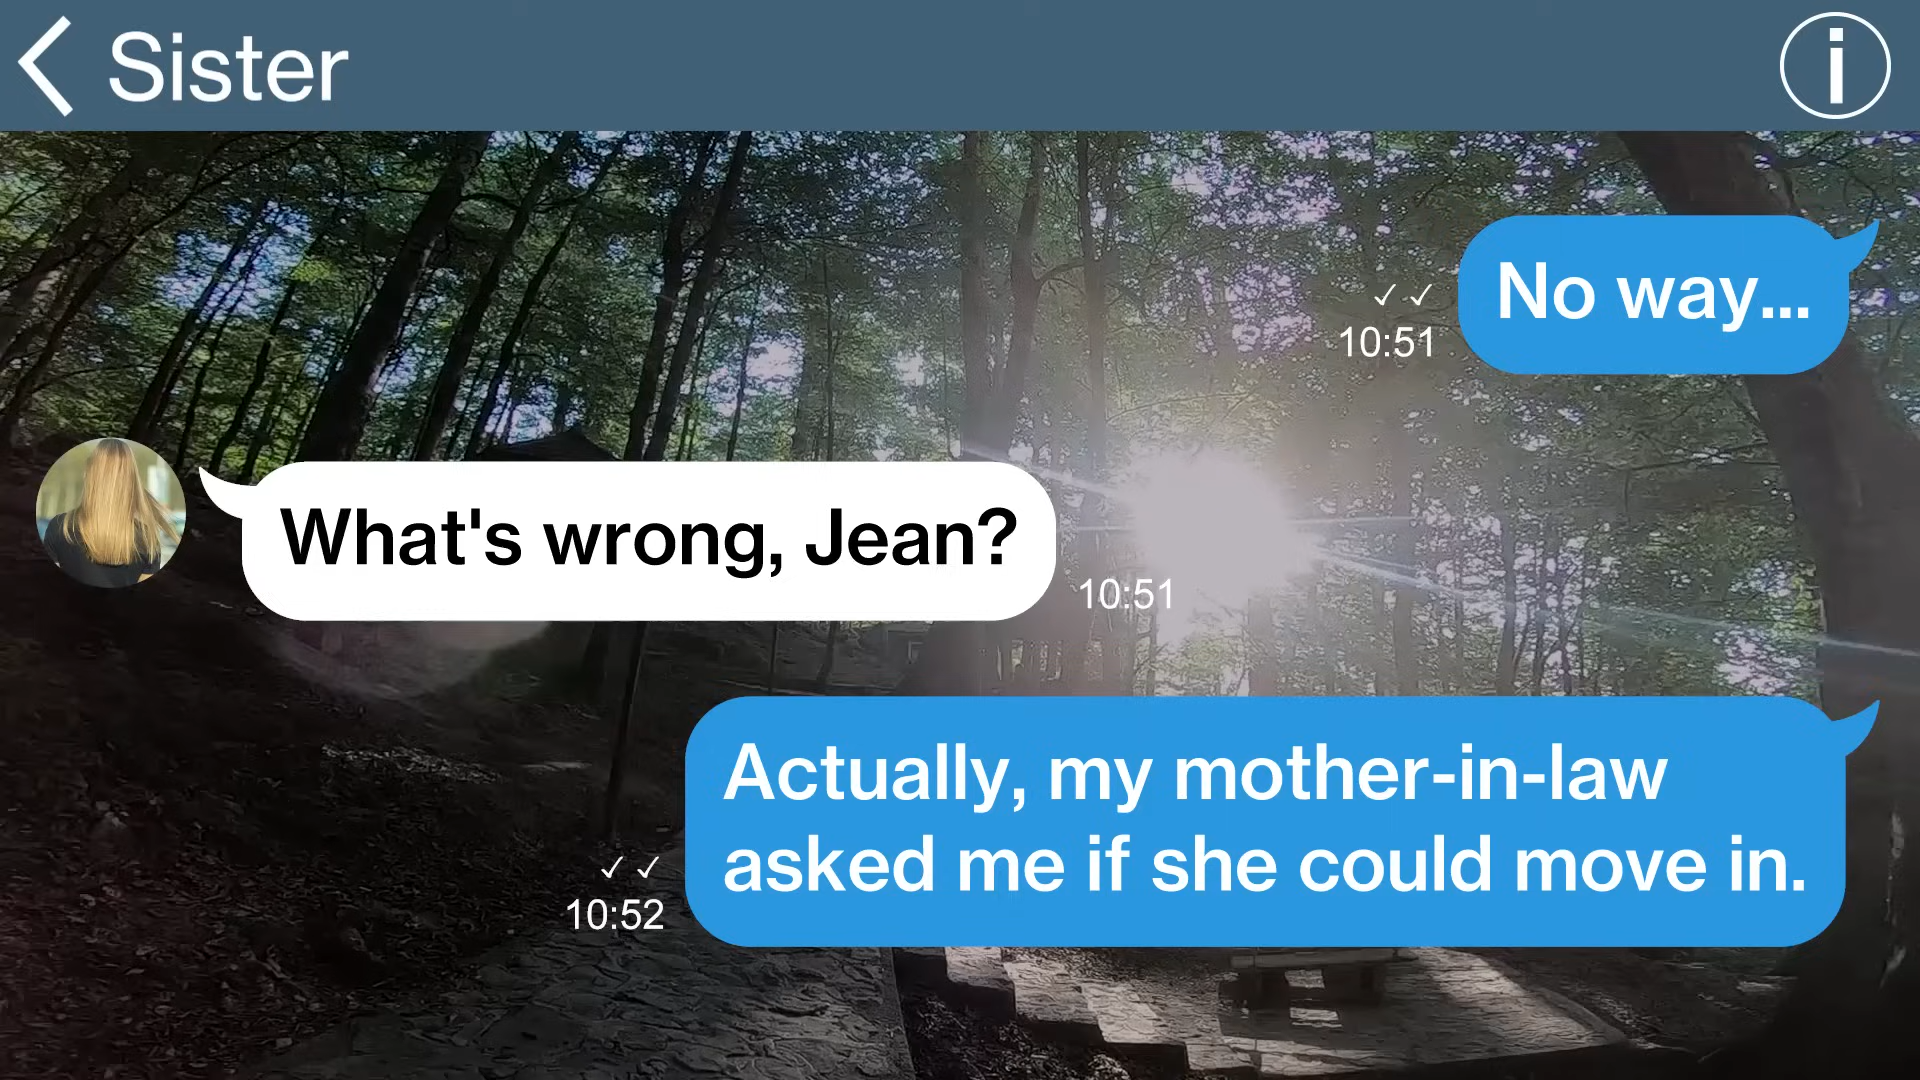 Sister
No way...
✓ ✓
10:51
What's wrong, Jean?
10:51
Actually, my mother-in-law
asked me if she could move in.
✓ ✓
10:52